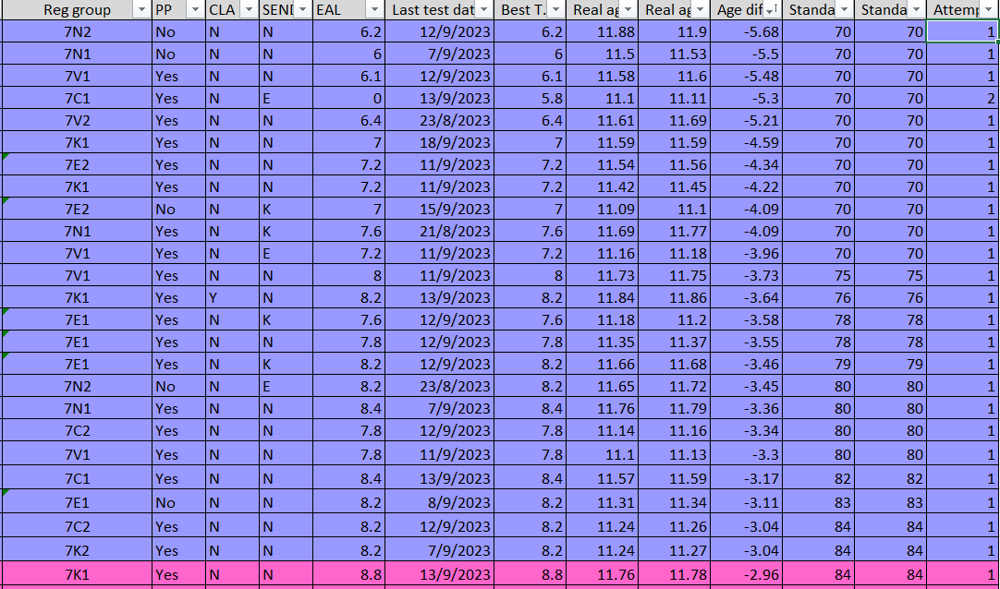 Reg group PP CLA SEND EAL Last test dat Best T. Real ag Real ag Age dif Standa Standa Attemp
7N2 No N N 6.2 12/9/2023 6.2 11.88 11.9 -5.68 70 70 1
7N1 No N N 6 7/9/2023 6 11.5 11.53 -5.5 70 70 1
7V1 Yes N N 6.1 12/9/2023 6.1 11.58 11.6 -5.48 70 70 1
7C1 Yes N E 0 13/9/2023 5.8 11.1 11.11 -5.3 70 70 2
7V2 Yes N N 6.4 23/8/2023 6.4 11.61 11.69 -5.21 70 70 1
7K1 Yes N N 7 18/9/2023 7 11.59 11.59 -4.59 70 70 1
7E2 Yes N N 7.2 11/9/2023 7.2 11.54 11.56 -4.34 70 70 1
7K1 Yes N N 7.2 11/9/2023 7.2 11.42 11.45 -4.22 70 70 1
7E2 No N K 7 15/9/2023 7 11.09 11.1 -4.09 70 70 1
7N1 Yes N K 7.6 21/8/2023 7.6 11.69 11.77 -4.09 70 70 1
7V1 Yes N E 7.2 11/9/2023 7.2 11.16 11.18 -3.96 70 70 1
7V1 Yes N N 8 11/9/2023 8 11.73 11.75 -3.73 75 75 1
7K1 Yes Y N 8.2 13/9/2023 8.2 11.84 11.86 -3.64 76 76 1
7E1 Yes N K 7.6 12/9/2023 7.6 11.18 11.2 -3.58 78 78 1
7E1 Yes N N 7.8 12/9/2023 7.8 11.35 11.37 -3.55 78 78 1
7E1 Yes N K 8.2 12/9/2023 8.2 11.66 11.68 -3.46 79 79 1
7N2 No N E 8.2 23/8/2023 8.2 11.65 11.72 -3.45 80 80 1
7N1 Yes N N 8.4 7/9/2023 8.4 11.76 11.79 -3.36 80 80 1
7C2 Yes N N 7.8 12/9/2023 7.8 11.14 11.16 -3.34 80 80 1
7V1 Yes N N 7.8 11/9/2023 7.8 11.1 11.13 -3.3 80 80 1
7C1 Yes N N 8.4 13/9/2023 8.4 11.57 11.59 -3.17 82 82 1
7E1 No N N 8.2 8/9/2023 8.2 11.31 11.34 -3.11 83 83 1
7C2 Yes N N 8.2 12/9/2023 8.2 11.24 11.26 -3.04 84 84 1
7K2 Yes N N 8.2 7/9/2023 8.2 11.24 11.27 -3.04 84 84 1
7K1 Yes N N 8.8 13/9/2023 8.8 11.76 11.78 -2.96 84 84 1